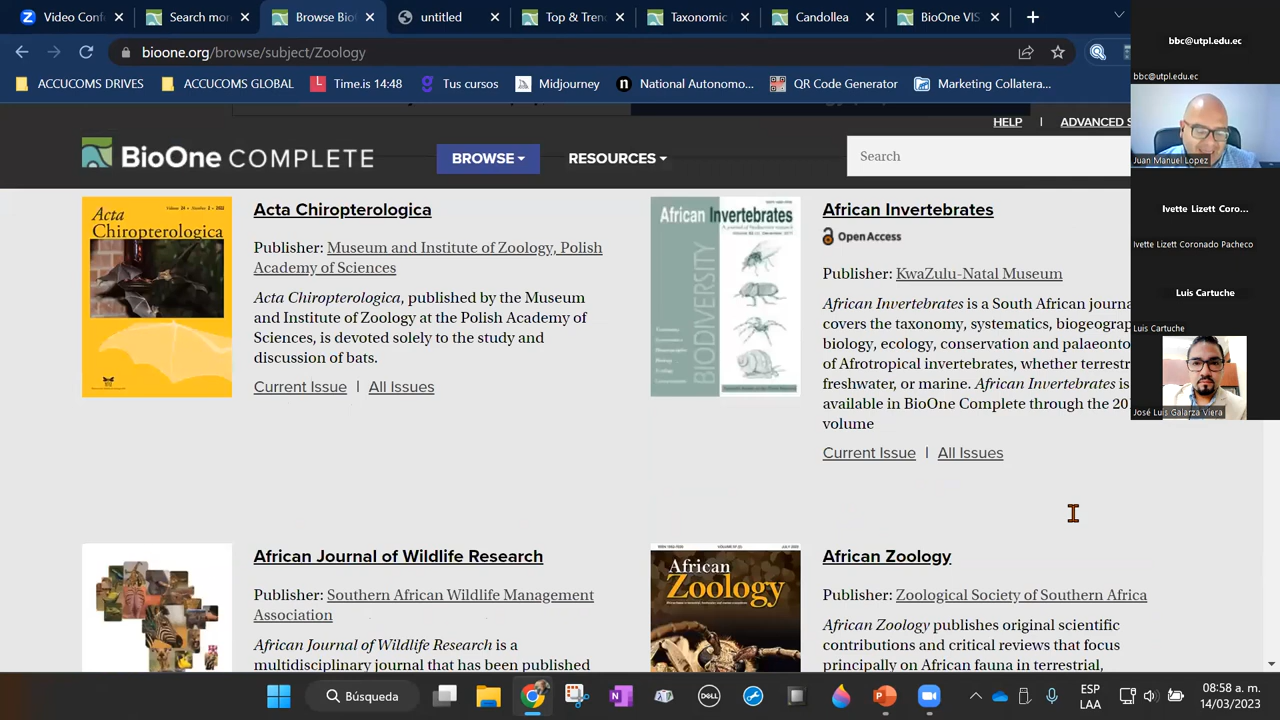 Video Conf
Search mor
Browse Bio
untitled
Top & Tren
Taxonomic
Candollea
BioOne VIS
bioone.org/browse/subject/Zoology
ACCUCOMS DRIVES
ACCUCOMS GLOBAL
Time.is 14:48
Tus cursos
Midjourney
National Autonomo...
QR Code Generator
Marketing Collatera...
HELP | ADVANCED S
BioOne COMPLETE
BROWSE
RESOURCES
Search
bbc@utpl.edu.ec
bbc@utpl.edu.ec
Juan Manuel Lopez
Ivette Lizett Coro...
Ivette Lizett Coronado Pacheco
Luis Cartuche
Luis Cartuche
José Luis Galarza Viera
Acta
Chiropterologica
Acta Chiropterologica
Publisher: Museum and Institute of Zoology, Polish
Academy of Sciences
Acta Chiropterologica, published by the Museum
and Institute of Zoology at the Polish Academy of
Sciences, is devoted solely to the study and
discussion of bats.
Current Issue | All Issues
African Invertebrates
BIODIVERSITY
African Invertebrates
Open Access
Publisher: KwaZulu-Natal Museum
African Invertebrates is a South African journa
covers the taxonomy, systematics, biogeograp
biology, ecology, conservation and palaeonto
of Afrotropical invertebrates, whether terrestr
freshwater, or marine. African Invertebrates is
available in BioOne Complete through the 20
volume
Current Issue | All Issues
African Journal of Wildlife Research
Publisher: Southern African Wildlife Management
Association
African Journal of Wildlife Research is a
multidisciplinary journal that has been published
African
Zoology
African Zoology
Publisher: Zoological Society of Southern Africa
African Zoology publishes original scientific
contributions and critical reviews that focus
principally on African fauna in terrestrial,
Búsqueda
DELL
ESP
LAA
08:58 a. m.
14/03/2023